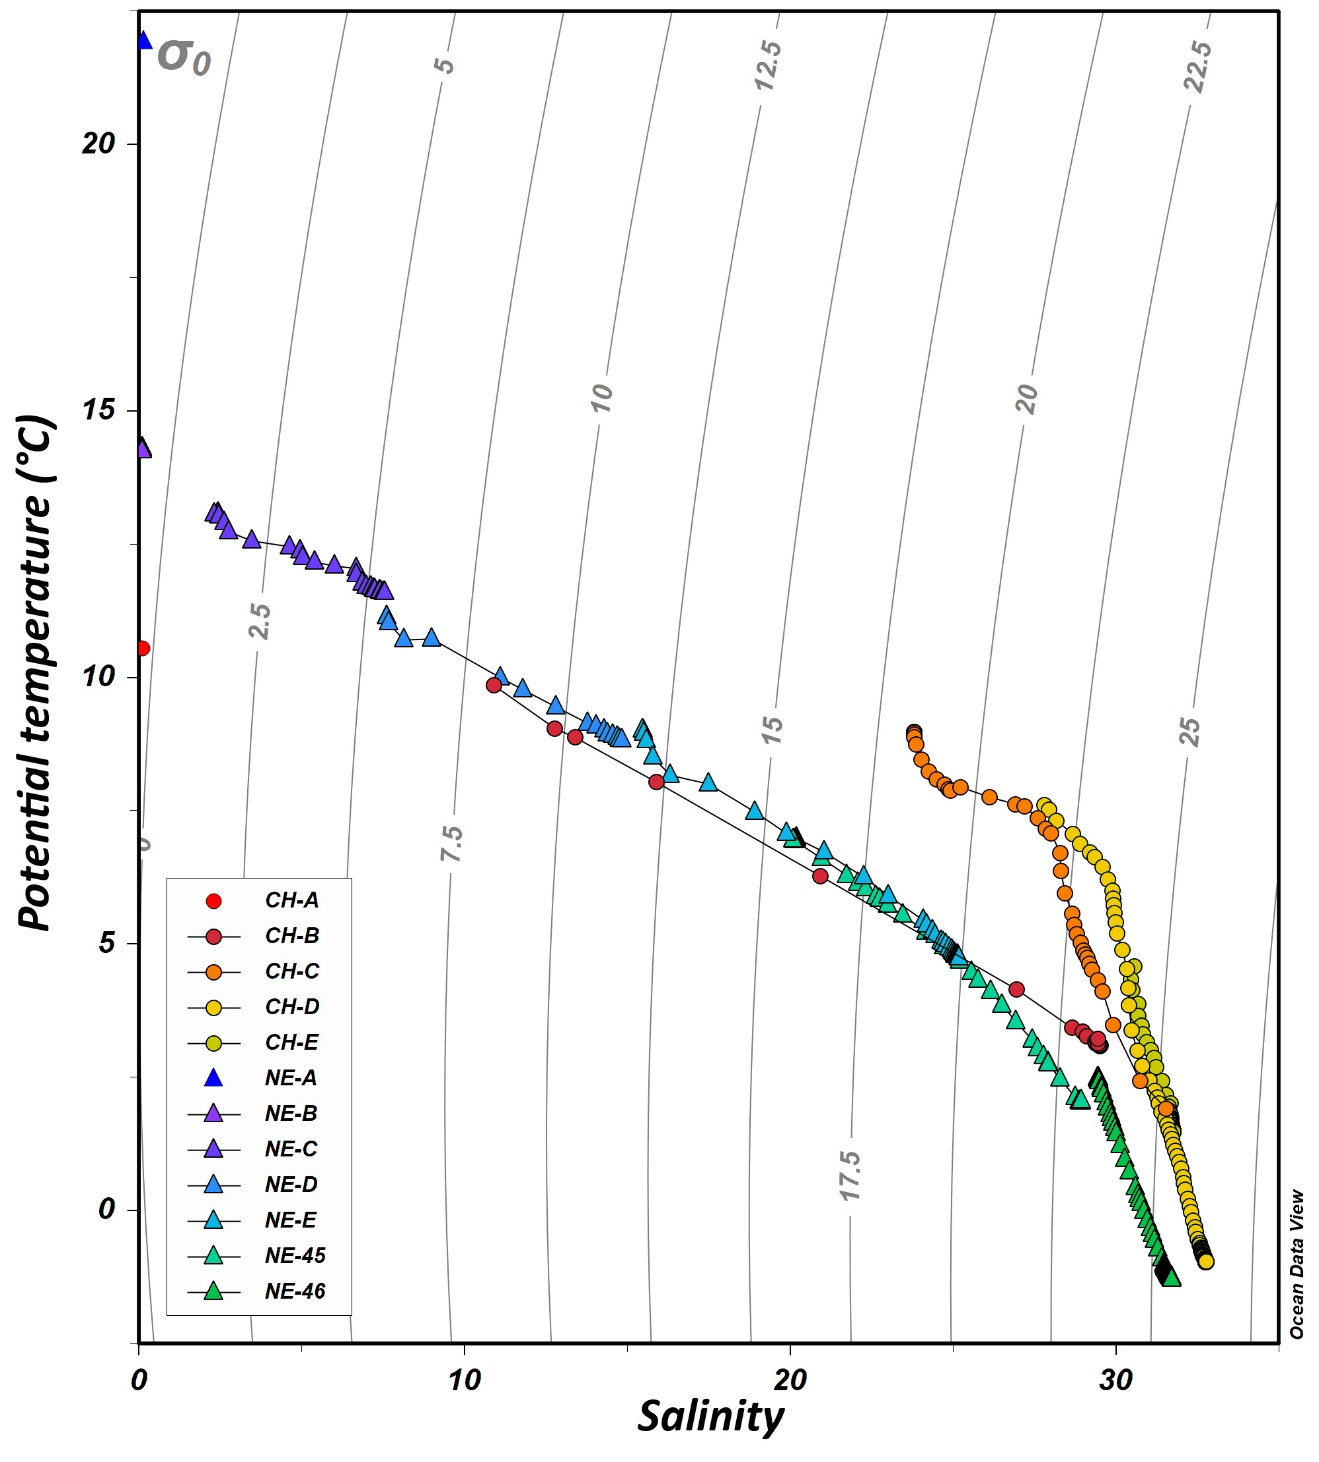 σ0
5
12.5
22.5
20
15
10
5
0
Potential temperature (°C)
10
20
2.5
15
25
7.5
0
17.5
CH-A
CH-B
CH-C
CH-D
CH-E
NE-A
NE-B
NE-C
NE-D
NE-E
NE-45
NE-46
Ocean Data View
0
10
20
30
Salinity